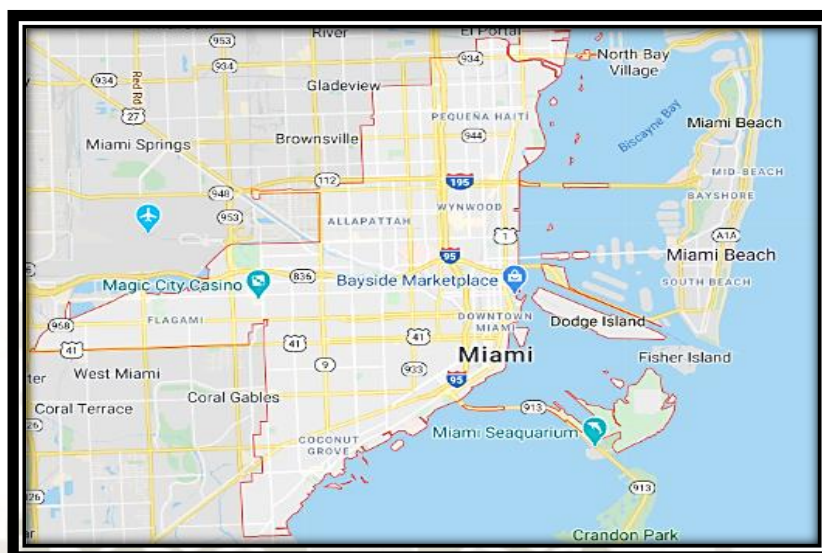 953
River
El Portal
934
934
934
Red Rd
27
Gladeview
North Bay
Village
PEQUEÑA HAITÍ
944
Brownsville
Miami Springs
Biscayne Bay
Miami Beach
MID-BEACH
BAYSHORE
112
195
948
953
WYNWOOD
ALLAPATTAH
1
A1A
95
Miami Beach
836
Magic City Casino
Bayside Marketplace
SOUTH BEACH
968
FLAGAMI
DOWNTOWN
MIAMI
Dodge Island
41
41
41
Miami
Fisher Island
9
933
95
West Miami
Coral Gables
Coral Terrace
913
Miami Seaquarium
COCONUT
GROVE
913
Crandon Park